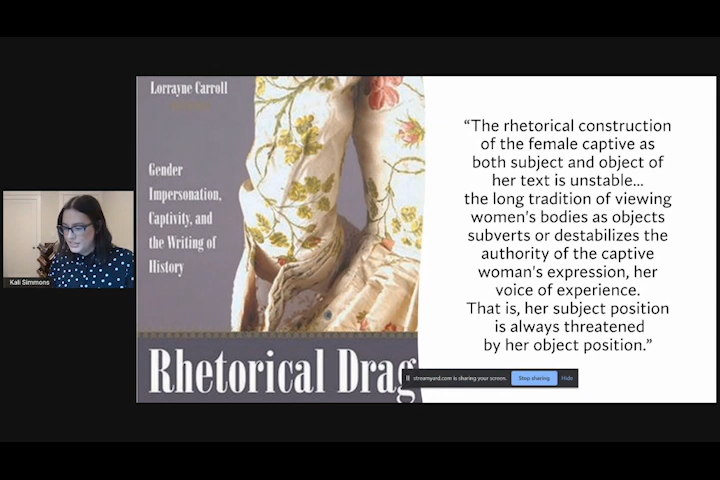 Lorrayne Carroll
Gender
Impersonation,
Captivity, and
the Writing of
History
Rhetorical Drag
Kali Simmons
“The rhetorical construction
of the female captive as
both subject and object of
her text is unstable...
the long tradition of viewing
women's bodies as objects
subverts or destabilizes the
authority of the captive
woman's expression, her
voice of experience.
That is, her subject position
is always threatened
by her object position.”
streamyard.com is sharing your screen.
Stop sharing
Hide